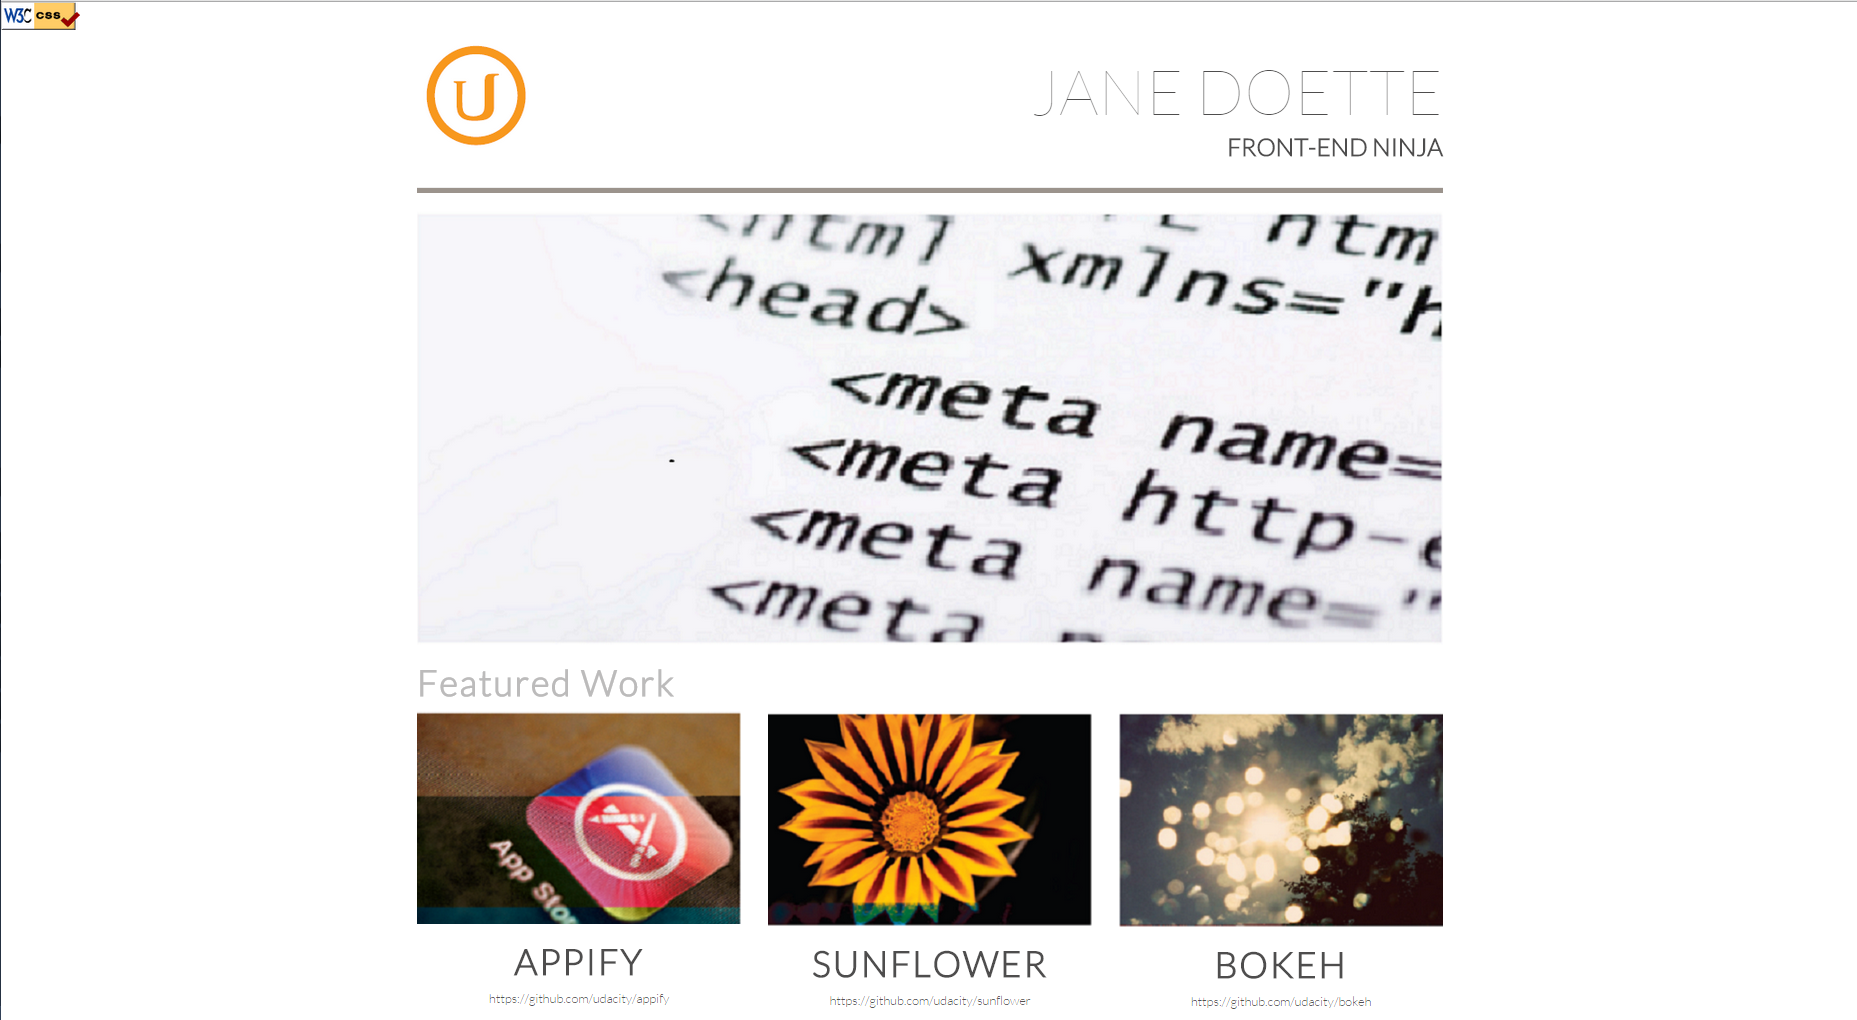 W3C css
U
JANE DOETTE
FRONT-END NINJA
<html
xmlns="h
<head>
<meta name=
<meta http-e
<meta name="
<meta
Featured Work
App Stor
APPIFY
SUNFLOWER
BOKEH
https://github.com/udacity/appify
https://github.com/udacity/sunflower
https://github.com/udacity/bokeh